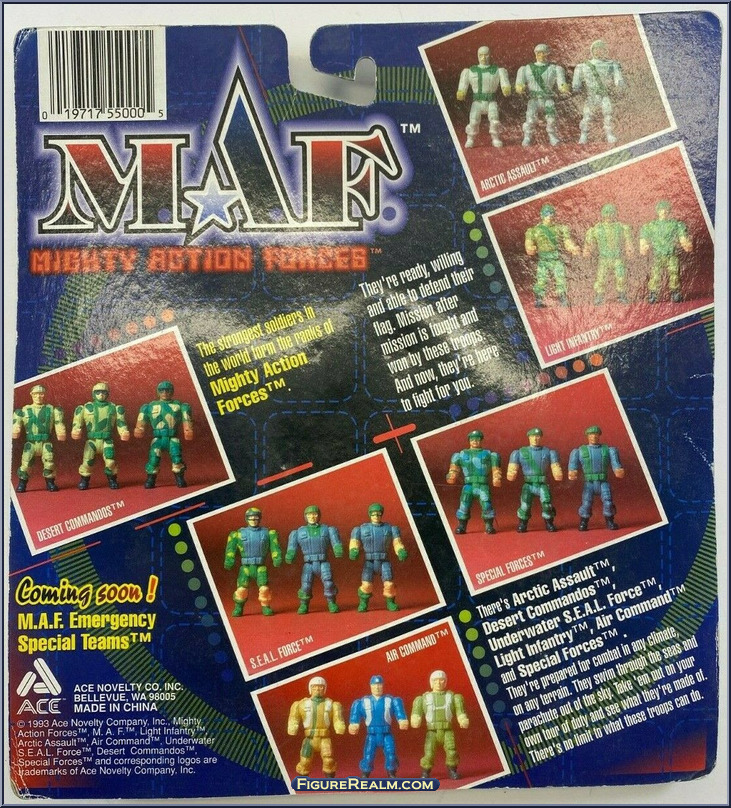 0 19717 55000 5
M.A.F.™
MIGHTY ACTION FORCES™
ARCTIC ASSAULT™
LIGHT INFANTRY™
The strongest soldiers in
the world form the ranks of
Mighty Action
Forces™.
They're ready, willing
and able to defend their
flag. Mission after
mission is fought and
won by these troops.
And now, they're here
to fight for you.
DESERT COMMANDOS™
SPECIAL FORCES™
S.E.A.L. FORCE™
AIR COMMAND™
There's Arctic Assault™,
Desert Commandos™,
Underwater S.E.A.L. Force™,
Light Infantry™, Air Command™
and Special Forces™.
They're prepared for combat in any climate,
on any terrain. They swim through the seas and
parachute out of the sky. Take 'em out on your
own tour of duty and see what they're made of.
There's no limit to what these troops can do.
Coming soon!
M.A.F. Emergency
Special Teams™
ACE™
ACE NOVELTY CO. INC.
BELLEVUE, WA 98005
MADE IN CHINA
© 1993 Ace Novelty Company, Inc., Mighty
Action Forces™, M. A. F.™, Light Infantry™,
Arctic Assault™, Air Command™, Underwater
S.E.A.L. Force™, Desert Commandos™,
Special Forces™ and corresponding logos are
trademarks of Ace Novelty Company, Inc.
FIGUREREALM.COM